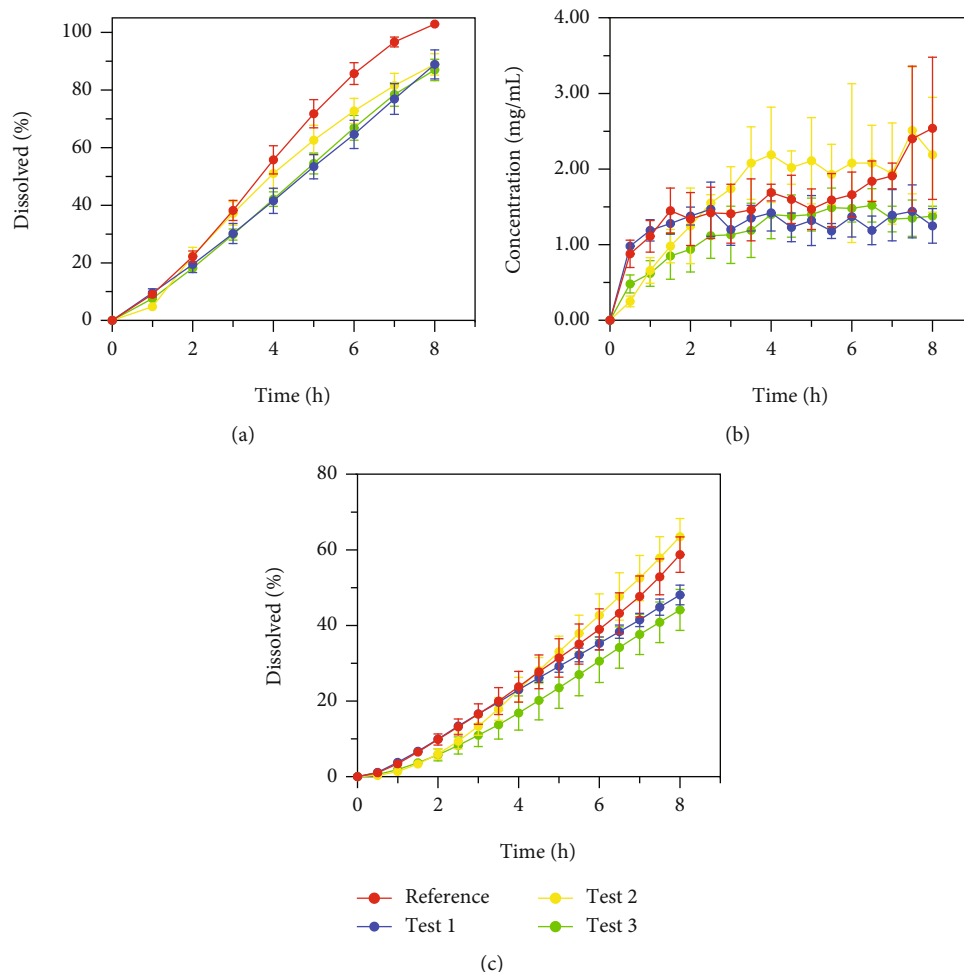 100
80
60
40
20
0
Dissolved (%)
0 2 4 6 8
Time (h)
(a)
4.00
3.00
2.00
1.00
0.00
Concentration (mg/mL)
0 2 4 6 8
Time (h)
(b)
80
60
40
20
0
Dissolved (%)
0 2 4 6 8
Time (h)
Reference Test 2
Test 1 Test 3
(c)